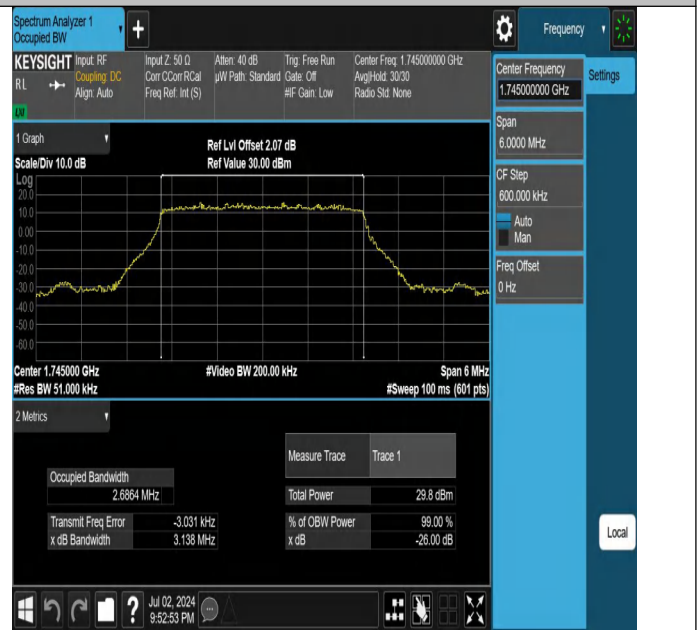 Spectrum Analyzer 1
Occupied BW
+
Frequency
KEYSIGHT
RL
Input: RF
Coupling: DC
Align: Auto
Input Z: 50 Ω
Corr CCorr RCal
Freq Ref: Int (S)
Atten: 40 dB
µW Path: Standard
Trig: Free Run
Gate: Off
#IF Gain: Low
Center Freq: 1.745000000 GHz
Avg|Hold: 30/30
Radio Std: None
LXI
Center Frequency
1.745000000 GHz
Settings
Span
6.0000 MHz
CF Step
600.000 kHz
Auto
Man
Freq Offset
0 Hz
Local
1 Graph
Scale/Div 10.0 dB
Ref Lvl Offset 2.07 dB
Ref Value 30.00 dBm
Log
20.0
10.0
0.00
-10.0
-20.0
-30.0
-40.0
-50.0
-60.0
Center 1.745000 GHz
#Res BW 51.000 kHz
#Video BW 200.00 kHz
Span 6 MHz
#Sweep 100 ms (601 pts)
2 Metrics
Measure Trace Trace 1
Occupied Bandwidth
2.6864 MHz
Total Power 29.8 dBm
Transmit Freq Error -3.031 kHz
% of OBW Power 99.00 %
x dB Bandwidth 3.138 MHz
x dB -26.00 dB
?
Jul 02, 2024
9:52:53 PM